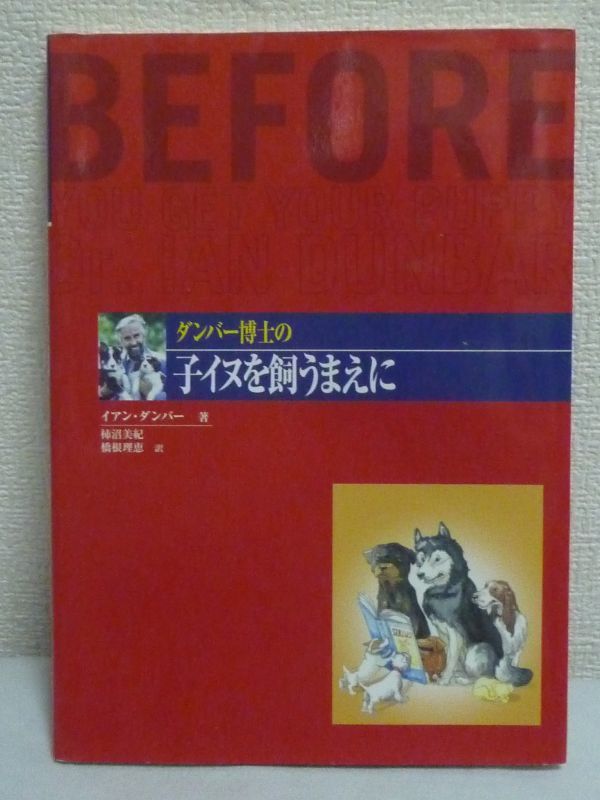 BEFORE
YOU GET YOUR PUPPY
Dr. IAN DUNBAR
ダンバー博士の
子イヌを飼うまえに
イアン・ダンバー 著
柿沼美紀
橋根理恵 訳